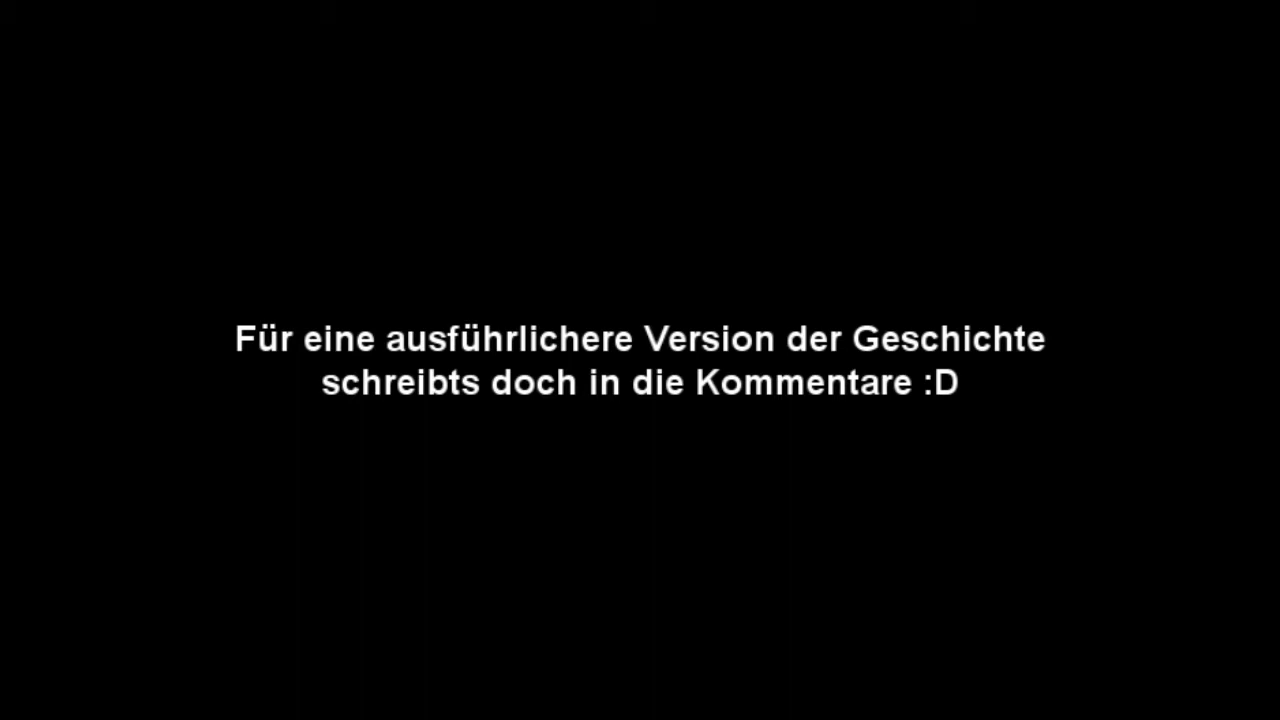 Für eine ausführlichere Version der Geschichte
schreibts doch in die Kommentare :D